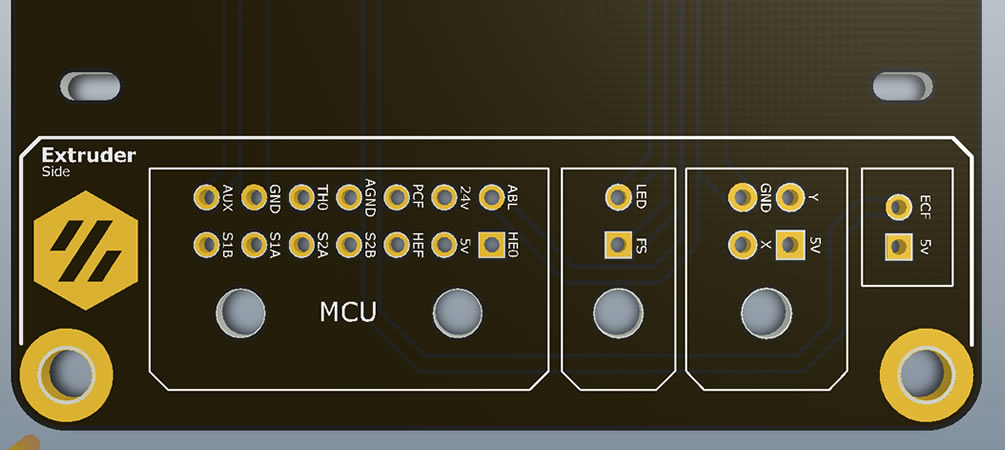 Extruder
Side
AUX GND TH0 AGND PCF 24v ABL
S1B S1A S2A S2B HEF 5V HE0
MCU
LED
FS
GND Y
X 5V
ECF
5v